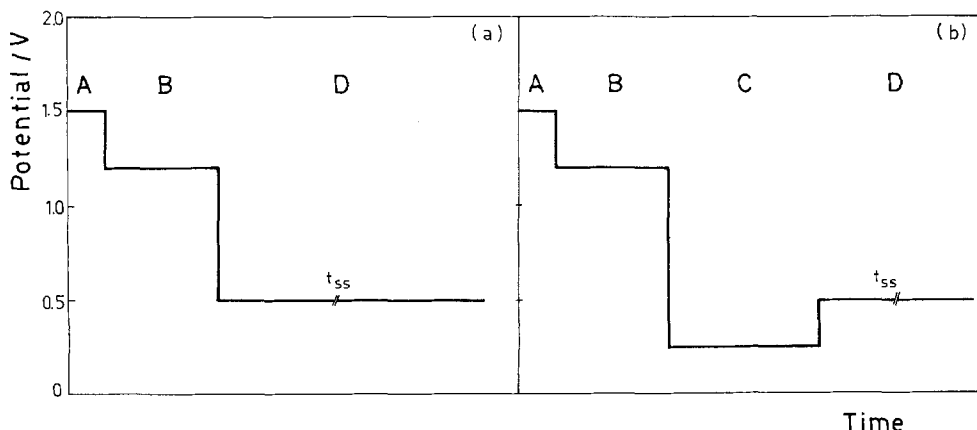 Potential / V
2.0
1.5
1.0
0.5
0
(a)
A B D
t_ss
(b)
A B C D
t_ss
Time